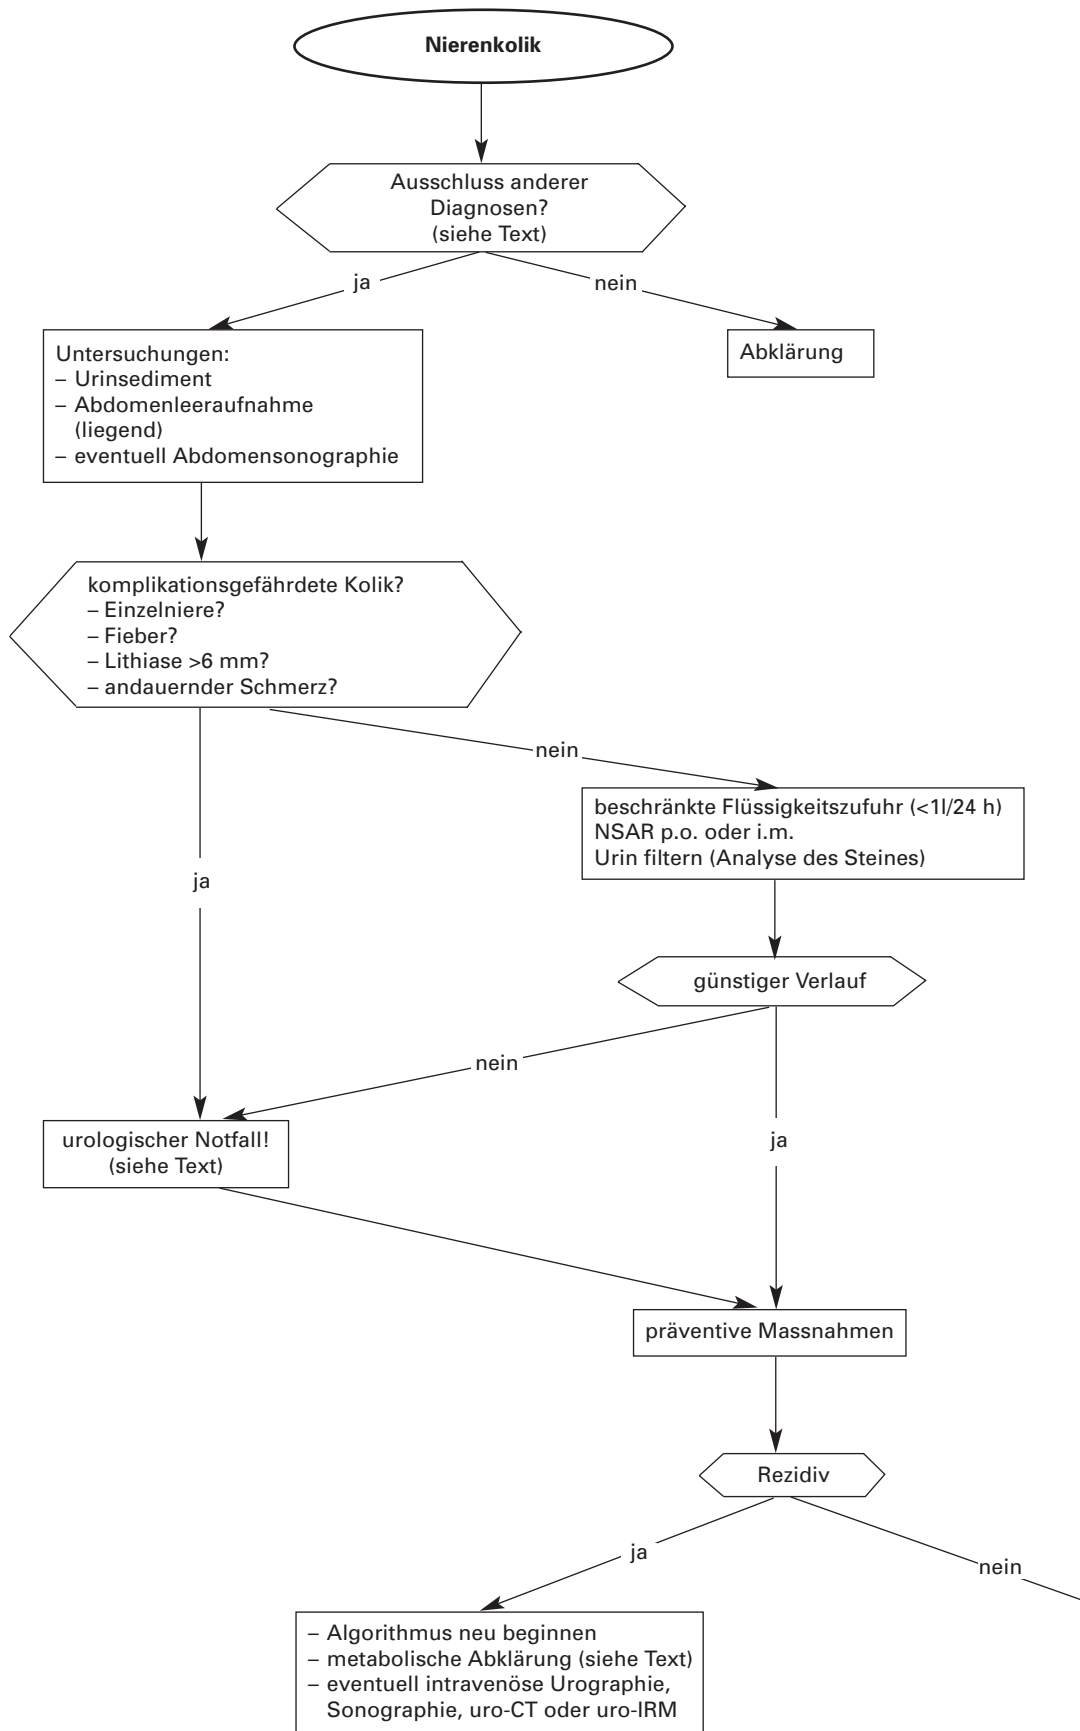 Nierenkolik
Ausschluss anderer
Diagnosen?
(siehe Text)
ja
nein
Untersuchungen:
– Urinsediment
– Abdomenleeraufnahme
(liegend)
– eventuell Abdomensonographie
Abklärung
komplikationsgefährdete Kolik?
– Einzelniere?
– Fieber?
– Lithiase >6 mm?
– andauernder Schmerz?
nein
beschränkte Flüssigkeitszufuhr (<1l/24 h)
NSAR p.o. oder i.m.
Urin filtern (Analyse des Steines)
ja
günstiger Verlauf
nein
urologischer Notfall!
(siehe Text)
ja
präventive Massnahmen
Rezidiv
ja
nein
– Algorithmus neu beginnen
– metabolische Abklärung (siehe Text)
– eventuell intravenöse Urographie,
Sonographie, uro-CT oder uro-IRM